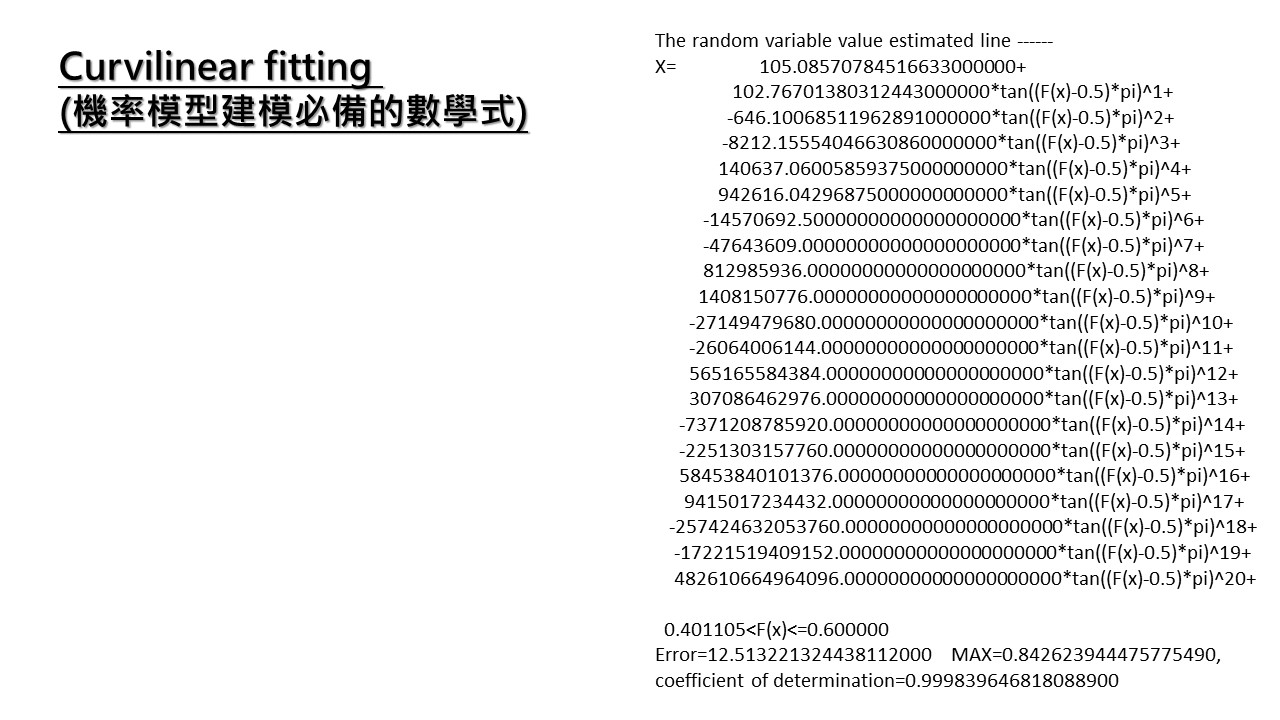 Curvilinear fitting
(機率模型建模必備的數學式)
The random variable value estimated line ------
X= 105.08570784516633000000+
102.76701380312443000000*tan((F(x)-0.5)*pi)^1+
-646.10068511962891000000*tan((F(x)-0.5)*pi)^2+
-8212.15554046630860000000*tan((F(x)-0.5)*pi)^3+
140637.06005859375000000000*tan((F(x)-0.5)*pi)^4+
942616.04296875000000000000*tan((F(x)-0.5)*pi)^5+
-14570692.50000000000000000000*tan((F(x)-0.5)*pi)^6+
-47643609.00000000000000000000*tan((F(x)-0.5)*pi)^7+
812985936.00000000000000000000*tan((F(x)-0.5)*pi)^8+
1408150776.00000000000000000000*tan((F(x)-0.5)*pi)^9+
-27149479680.00000000000000000000*tan((F(x)-0.5)*pi)^10+
-26064006144.00000000000000000000*tan((F(x)-0.5)*pi)^11+
565165584384.00000000000000000000*tan((F(x)-0.5)*pi)^12+
307086462976.00000000000000000000*tan((F(x)-0.5)*pi)^13+
-7371208785920.00000000000000000000*tan((F(x)-0.5)*pi)^14+
-2251303157760.00000000000000000000*tan((F(x)-0.5)*pi)^15+
58453840101376.00000000000000000000*tan((F(x)-0.5)*pi)^16+
9415017234432.00000000000000000000*tan((F(x)-0.5)*pi)^17+
-257424632053760.00000000000000000000*tan((F(x)-0.5)*pi)^18+
-17221519409152.00000000000000000000*tan((F(x)-0.5)*pi)^19+
482610664964096.00000000000000000000*tan((F(x)-0.5)*pi)^20+
0.401105<F(x)<=0.600000
Error=12.513221324438112000 MAX=0.842623944475775490,
coefficient of determination=0.999839646818088900